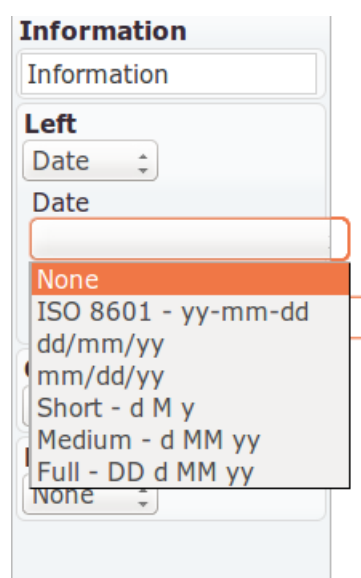 Information
Information
Left
Date
Date
None
ISO 8601 - yy-mm-dd
dd/mm/yy
mm/dd/yy
Short - d M y
Medium - d MM yy
Full - DD d MM yy
None